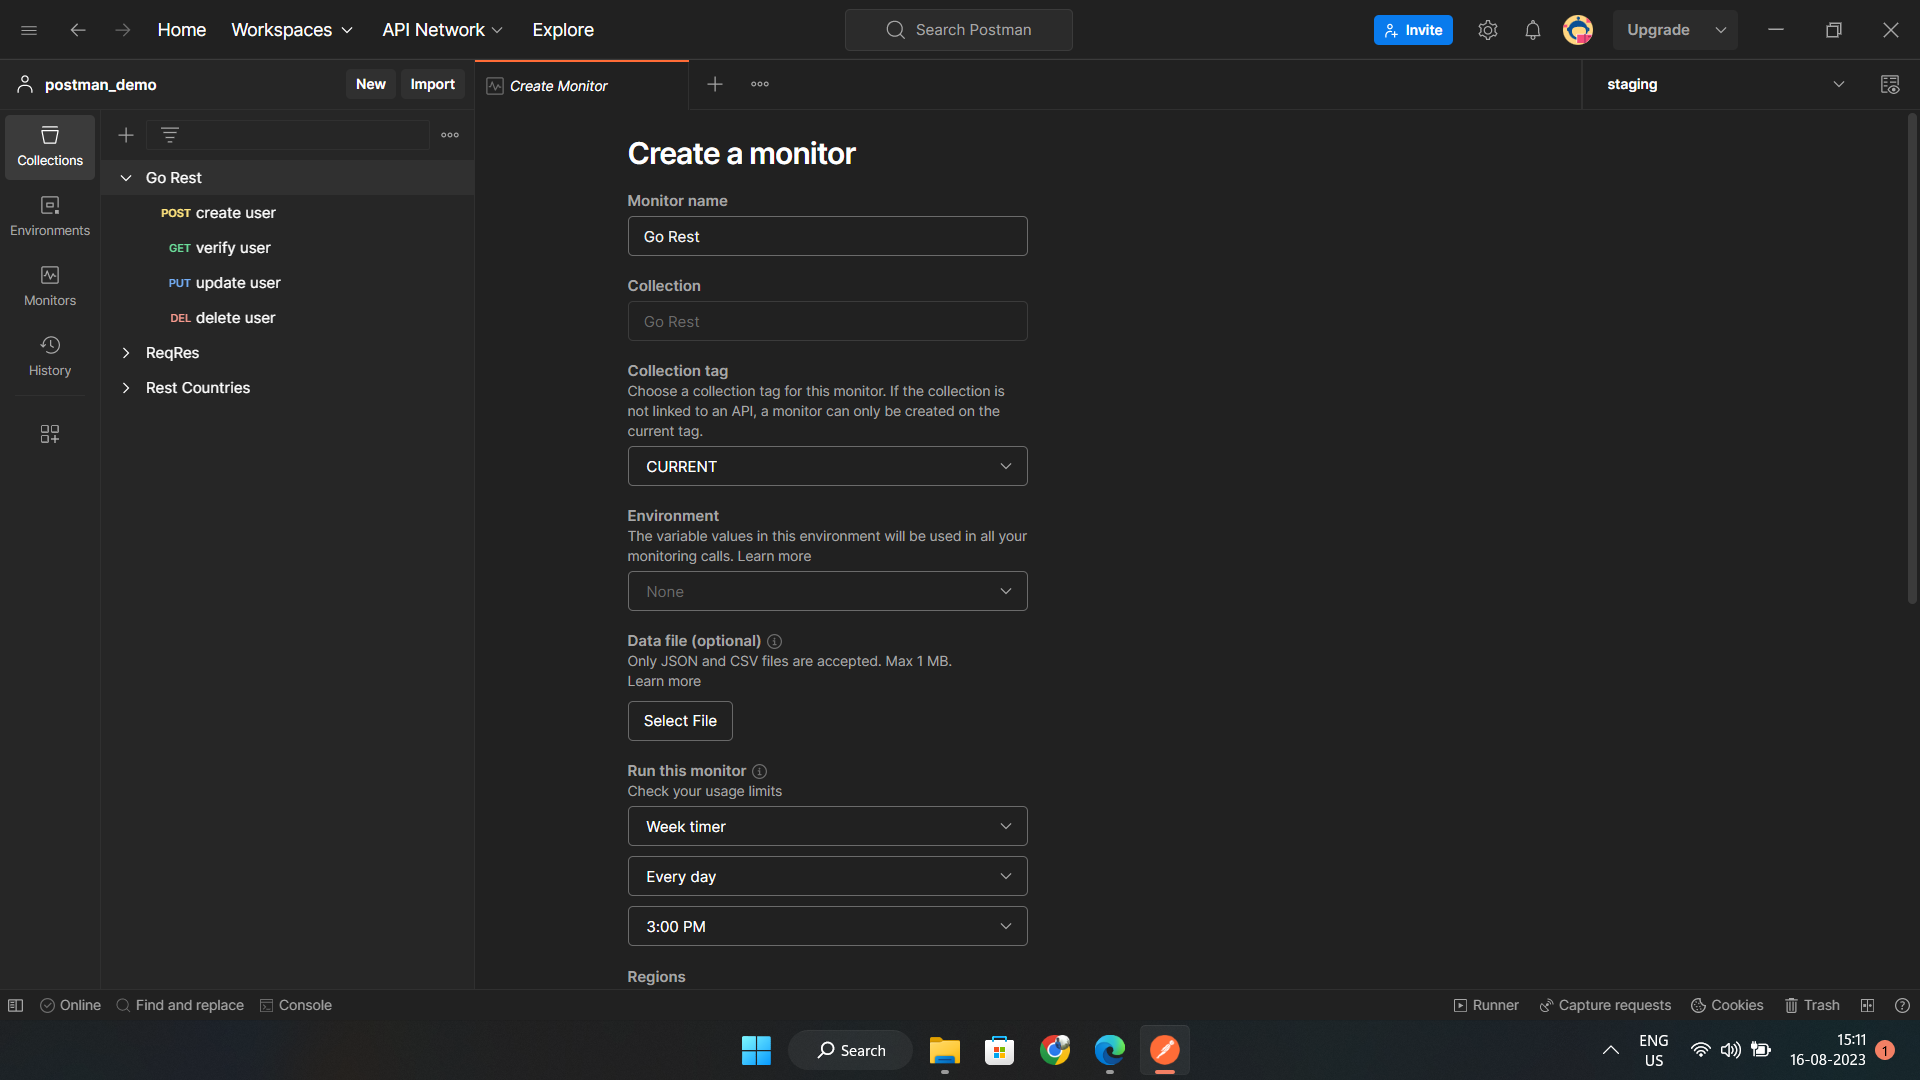 Home
Workspaces
API Network
Explore
Search Postman
Invite
Upgrade
postman_demo
New
Import
Create Monitor
staging
Collections
Environments
Monitors
History
Go Rest
POST create user
GET verify user
PUT update user
DEL delete user
ReqRes
Rest Countries
Create a monitor
Monitor name
Go Rest
Collection
Go Rest
Collection tag
Choose a collection tag for this monitor. If the collection is
not linked to an API, a monitor can only be created on the
current tag.
CURRENT
Environment
The variable values in this environment will be used in all your
monitoring calls. Learn more
None
Data file (optional)
Only JSON and CSV files are accepted. Max 1 MB.
Learn more
Select File
Run this monitor
Check your usage limits
Week timer
Every day
3:00 PM
Regions
Online
Find and replace
Console
Runner
Capture requests
Cookies
Trash
Search
ENG
US
15:11
16-08-2023
1